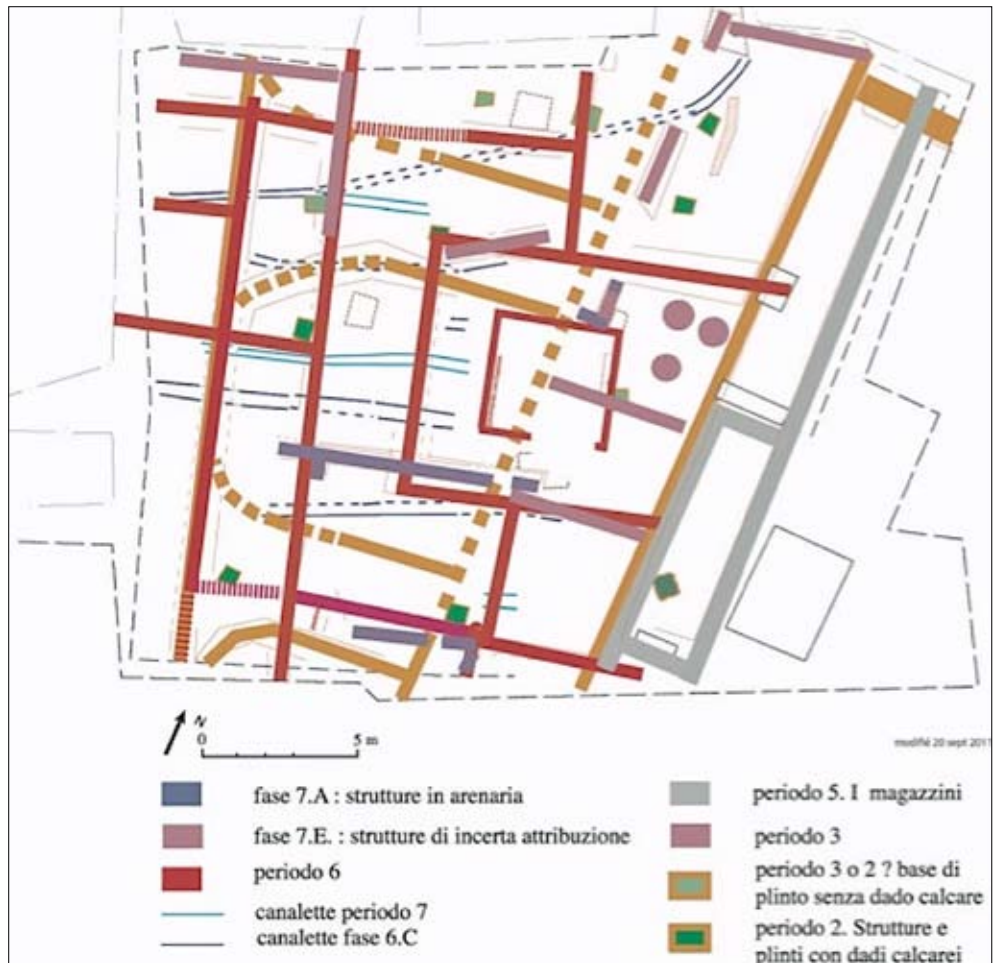 N
0
5 m
modifié 20 sept 2011
fase 7.A : strutture in arenaria
fase 7.E. : strutture di incerta attribuzione
periodo 6
canalette periodo 7
canalette fase 6.C
periodo 5. I magazzini
periodo 3
periodo 3 o 2 ? base di
plinto senza dado calcare
periodo 2. Strutture e
plinti con dadi calcarei